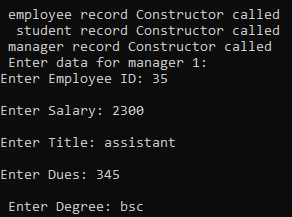 employee record Constructor called
student record Constructor called
manager record Constructor called
Enter data for manager 1:
Enter Employee ID: 35
Enter Salary: 2300
Enter Title: assistant
Enter Dues: 345
Enter Degree: bsc